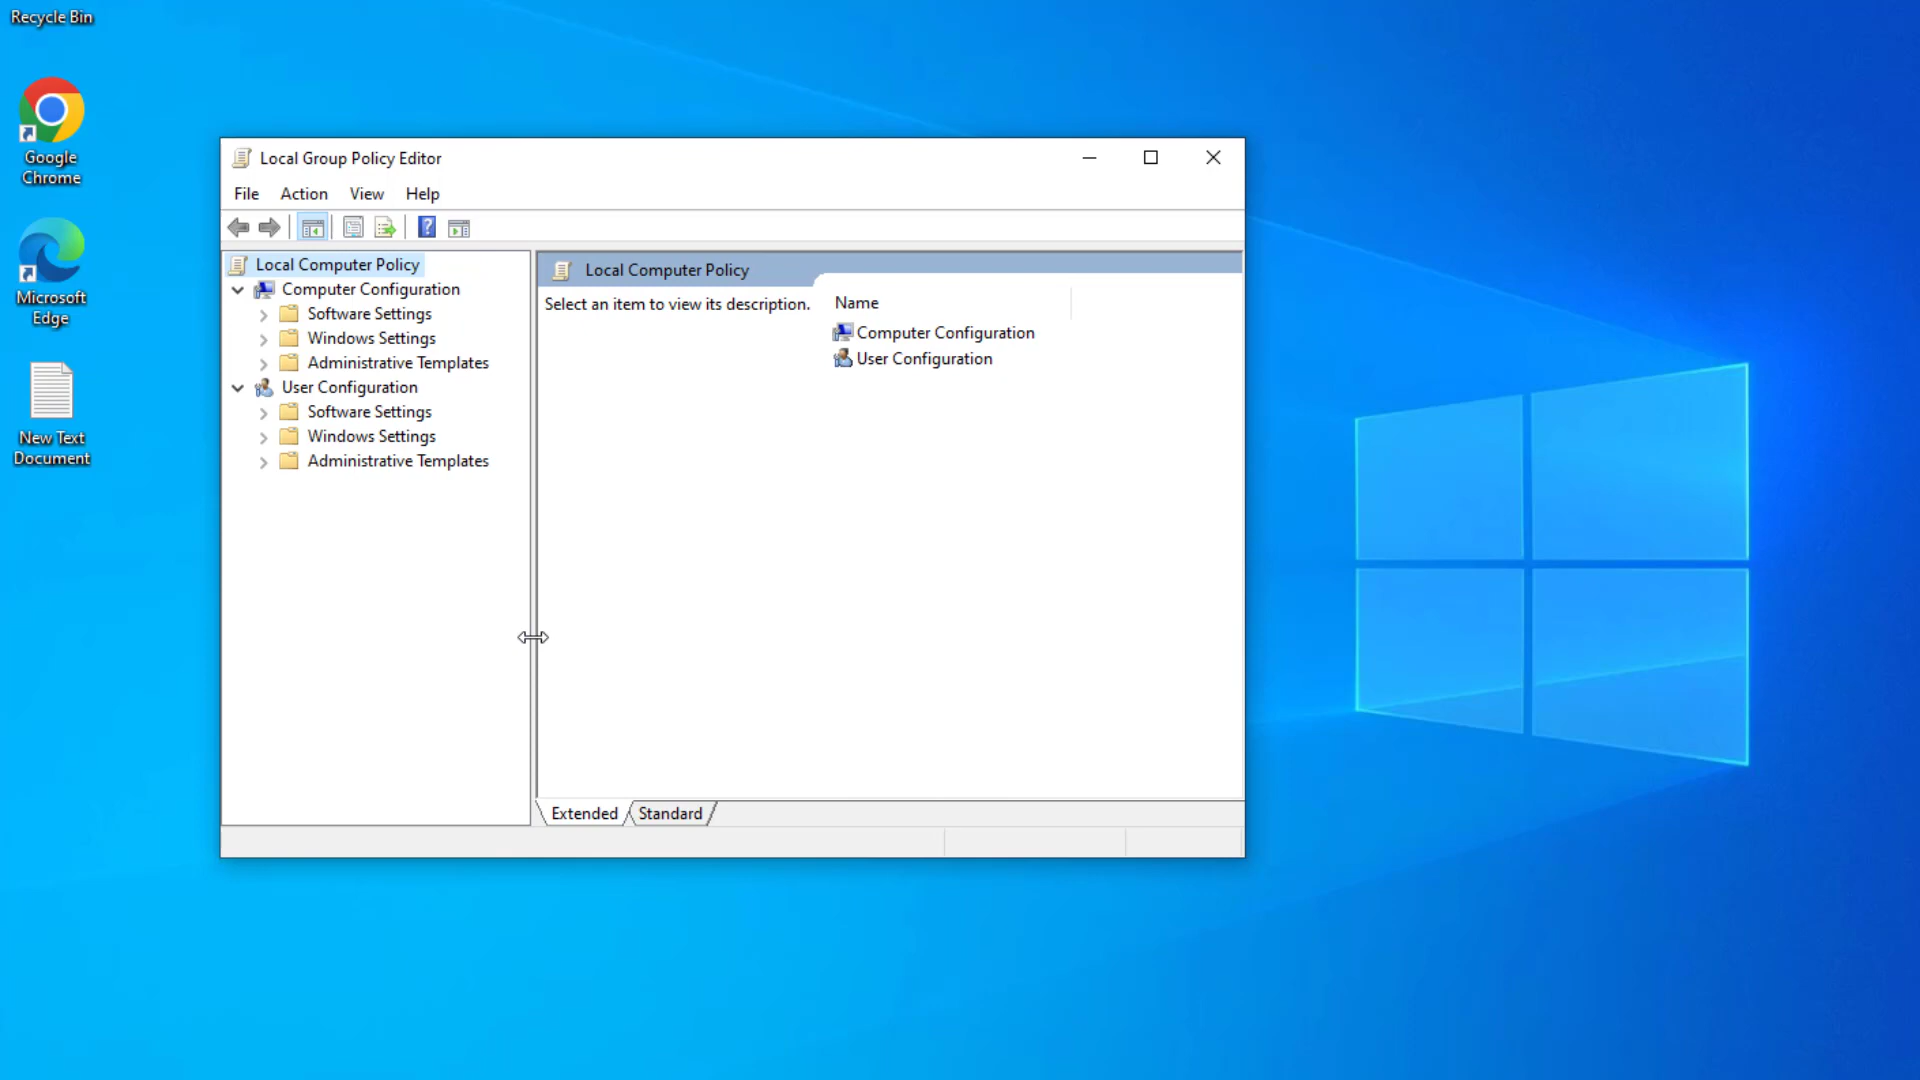 Recycle Bin
Google
Chrome
Microsoft
Edge
New Text
Document
Local Group Policy Editor
File Action View Help
?
Local Computer Policy
Computer Configuration
Software Settings
Windows Settings
Administrative Templates
User Configuration
Software Settings
Windows Settings
Administrative Templates
Local Computer Policy
Select an item to view its description.
Name
Computer Configuration
User Configuration
Extended Standard